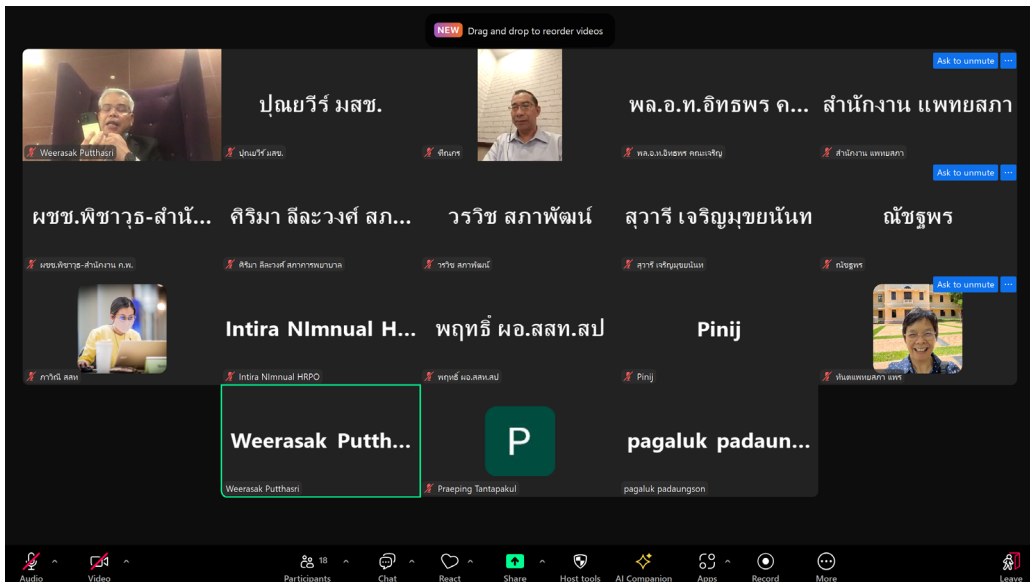 NEW Drag and drop to reorder videos
Ask to unmute ...
ปุณยวีร์ มสช.
พล.อ.ท.อิทธพร ค...
สำนักงาน แพทยสภา
Weerasak Putthasri
ปุณยวีร์ มสช.
ทีณกร
พล.อ.ท.อิทธพร คณะเจริญ
สำนักงาน แพทยสภา
Ask to unmute ...
ผชช.พิชาวุธ-สำนั...
ศิริมา ลีละวงศ์ สภ...
วรวิช สภาพัฒน์
สุวารี เจริญมุขยนันท
ณัชฐพร
ผชช.พิชาวุธ-สำนักงาน ก.พ.
ศิริมา ลีละวงศ์ สภาการพยาบาล
วรวิช สภาพัฒน์
สุวารี เจริญมุขยนันท
ณัชฐพร
Ask to unmute ...
Intira NImnual H...
พฤทธิ์ ผอ.สสท.สป
Pinij
ภาวิณี สสท
Intira NImnual HRPO
พฤทธิ์ ผอ.สสท.สป
Pinij
ทันตแพทยสภา แพร
Weerasak Putth...
P
pagaluk padaun...
Weerasak Putthasri
Praeping Tantapakul
pagaluk padaungson
18
Audio
Video
Participants
Chat
React
Share
Host tools
AI Companion
Apps
Record
More
Leave